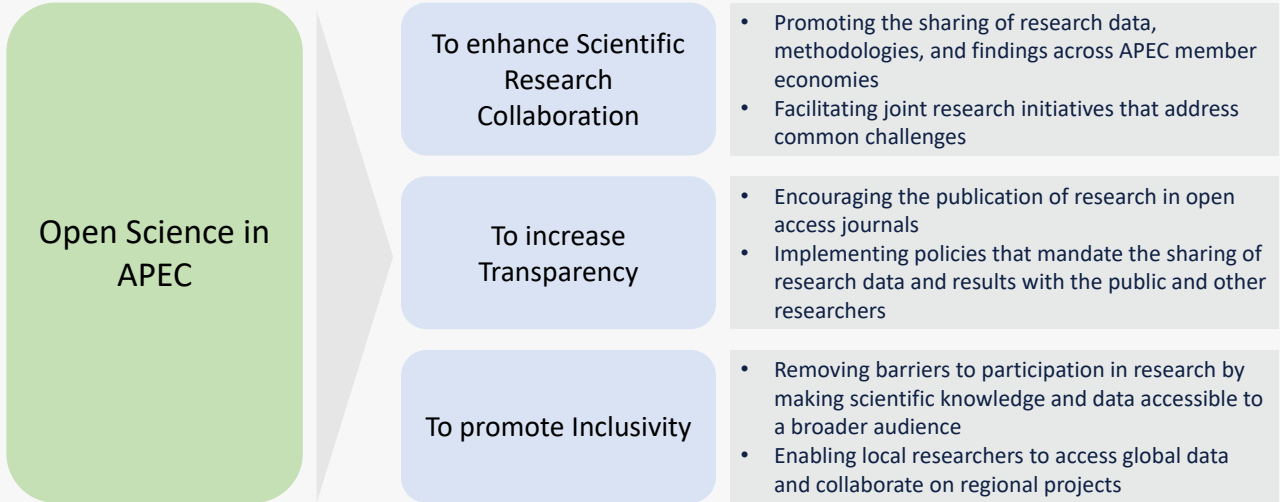 Open Science in
APEC
To enhance Scientific
Research
Collaboration
• Promoting the sharing of research data,
methodologies, and findings across APEC member
economies
• Facilitating joint research initiatives that address
common challenges
To increase
Transparency
• Encouraging the publication of research in open
access journals
• Implementing policies that mandate the sharing of
research data and results with the public and other
researchers
To promote Inclusivity
• Removing barriers to participation in research by
making scientific knowledge and data accessible to
a broader audience
• Enabling local researchers to access global data
and collaborate on regional projects